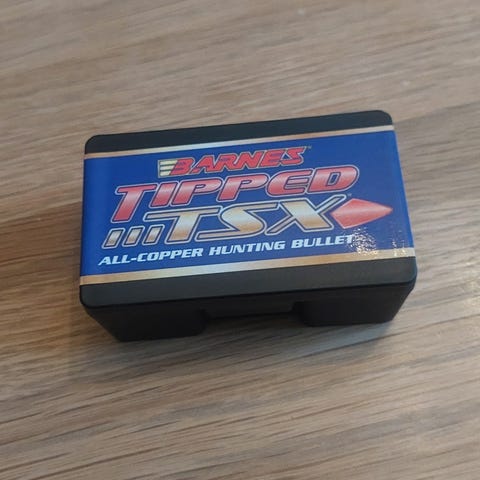 BARNES
TIPPED
TSX
ALL-COPPER HUNTING BULLET